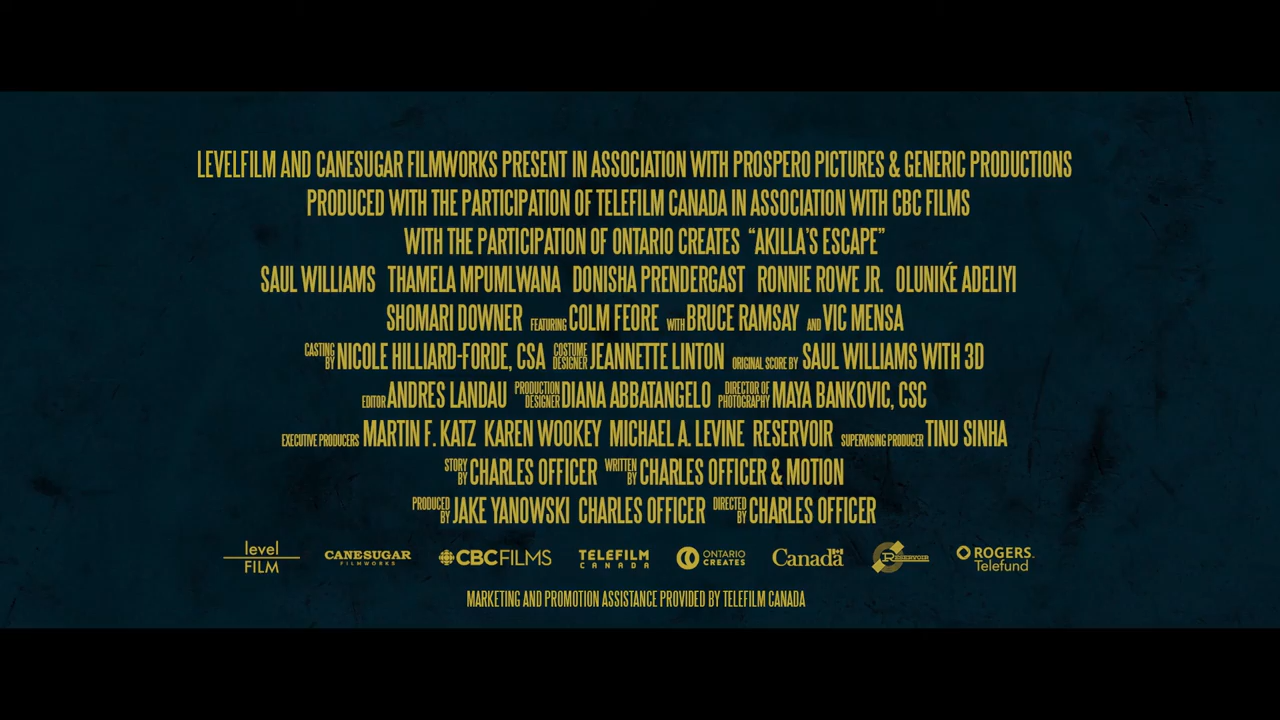 LEVELFILM AND CANESUGAR FILMWORKS PRESENT IN ASSOCIATION WITH PROSPERO PICTURES & GENERIC PRODUCTIONS
PRODUCED WITH THE PARTICIPATION OF TELEFILM CANADA IN ASSOCIATION WITH CBC FILMS
WITH THE PARTICIPATION OF ONTARIO CREATES “AKILLA’S ESCAPE”
SAUL WILLIAMS THAMELA MPUMLWANA DONISHA PRENDERGAST RONNIE ROWE JR. OLUNIKÉ ADELIYI
SHOMARI DOWNER FEATURING COLM FEORE WITH BRUCE RAMSAY AND VIC MENSA
CASTING BY NICOLE HILLIARD-FORDE, CSA COSTUME DESIGNER JEANNETTE LINTON ORIGINAL SCORE BY SAUL WILLIAMS WITH 3D
EDITOR ANDRES LANDAU PRODUCTION DESIGNER DIANA ABBATANGELO DIRECTOR OF PHOTOGRAPHY MAYA BANKOVIC, CSC
EXECUTIVE PRODUCERS MARTIN F. KATZ KAREN WOOKEY MICHAEL A. LEVINE RESERVOIR SUPERVISING PRODUCER TINU SINHA
STORY BY CHARLES OFFICER WRITTEN BY CHARLES OFFICER & MOTION
PRODUCED BY JAKE YANOWSKI CHARLES OFFICER DIRECTED BY CHARLES OFFICER
level FILM CANESUGAR FILMWORKS CBC FILMS TELEFILM CANADA ONTARIO CREATES Canada RESERVOIR ROGERS. Telefund
MARKETING AND PROMOTION ASSISTANCE PROVIDED BY TELEFILM CANADA